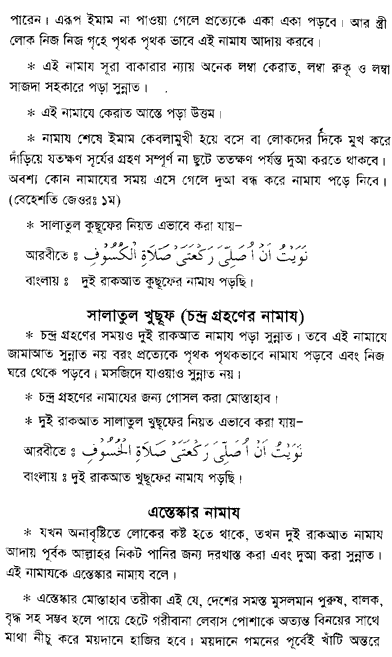 পারেন। এরূপ ইমাম না পাওয়া গেলে প্রত্যেকে একা একা পড়বে। আর স্ত্রী
লোক নিজ নিজ গৃহে পৃথক পৃথক ভাবে এই নামায আদায় করবে।
* এই নামায সূরা বাকারার ন্যায় অনেক লম্বা কেরাত, লম্বা রুকূ ও লম্বা
সাজদা সহকারে পড়া সুন্নাত।
* এই নামাযে কেরাত আস্তে পড়া উত্তম।
* নামায শেষে ইমাম কেবলামুখী হয়ে বসে বা লোকদের দিকে মুখ করে
দাঁড়িয়ে যতক্ষণ সূর্যের গ্রহণ সম্পূর্ণ না ছুটে ততক্ষণ পর্যন্ত দুআ করতে থাকবে।
অবশ্য কোন নামাযের সময় এসে গেলে দুআ বন্ধ করে নামায পড়ে নিবে।
(বেহেশতি জেওরঃ ১ম)
* সালাতুল কুছূফের নিয়ত এভাবে করা যায়–
আরবীতে : نَوَيْتُ اَنْ اُصَلِّىَ رَكْعَتَىْ صَلَاةِ الْكُسُوْفِ
বাংলায় : দুই রাকআত কুছূফের নামায পড়ছি।
সালাতুল খুছূফ (চন্দ্র গ্রহণের নামায)
* চন্দ্র গ্রহণের সময়ও দুই রাকআত নামায পড়া সুন্নাত। তবে এই নামাযে
জামাআত সুন্নাত নয় বরং প্রত্যেকে পৃথক পৃথকভাবে নামায পড়বে এবং নিজ
ঘরে থেকে পড়বে। মসজিদে যাওয়াও সুন্নাত নয়।
* চন্দ্র গ্রহণের নামাযের জন্য গোসল করা মোস্তাহাব।
* দুই রাকআত সালাতুল খুছূফের নিয়ত এভাবে করা যায়–
আরবীতে : نَوَيْتُ اَنْ اُصَلِّىَ رَكْعَتَىْ صَلَاةِ الْخُسُوْفِ
বাংলায় : দুই রাকআত খুছূফের নামায পড়ছি।
এস্তেস্কার নামায
* যখন অনাবৃষ্টিতে লোকের কষ্ট হতে থাকে, তখন দুই রাকআত নামায
আদায় পূর্বক আল্লাহর নিকট পানির জন্য দরখাস্ত করা এবং দুআ করা সুন্নাত।
এই নামাযকে এস্তেস্কার নামায বলে।
* এস্তেস্কার মোস্তাহাব তরীকা এই যে, দেশের সমস্ত মুসলমান পুরুষ, বালক,
বৃদ্ধ সহ সম্ভব হলে পায়ে হেটে গরীবানা লেবাস পোশাকে অত্যন্ত বিনয়ের সাথে
মাথা নীচু করে ময়দানে হাজির হবে। ময়দানে গমনের পূর্বেই খাঁটি অন্তরে